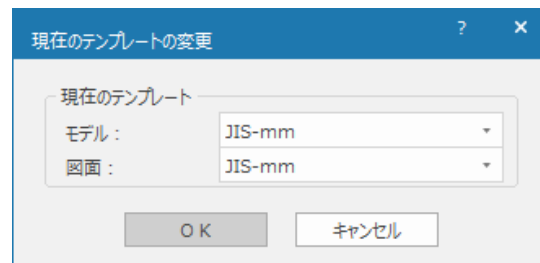 現在のテンプレートの変更 ? ×
現在のテンプレート
モデル : JIS-mm
図面 : JIS-mm
OK キャンセル